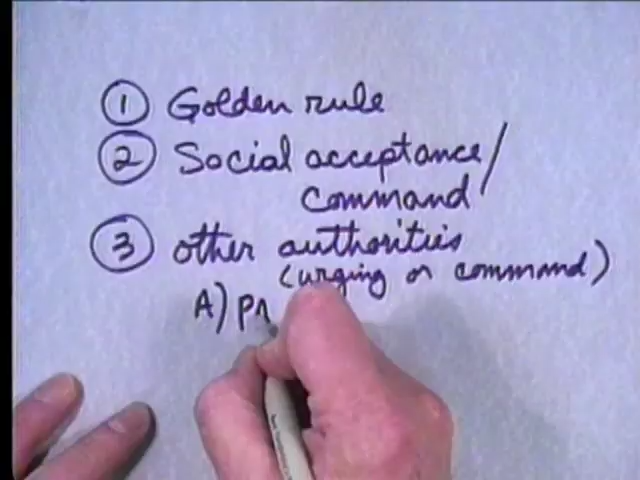 ① Golden rule
② Social acceptance/
command
③ other authorities
(urging or command)
A) Pr